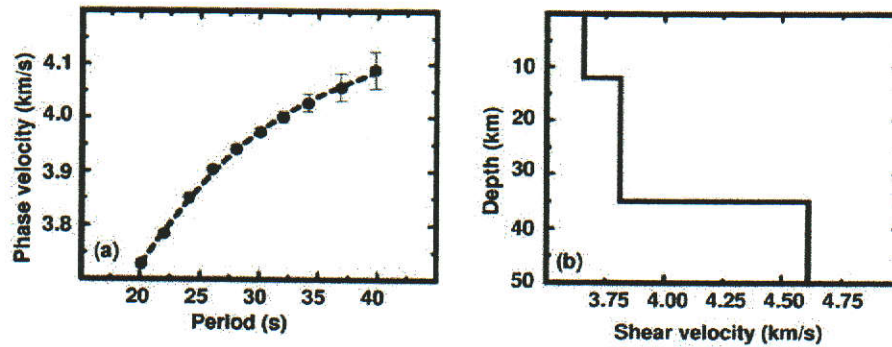 Phase velocity (km/s)
4.1
4.0
3.9
3.8
(a)
20 25 30 35 40
Period (s)
Depth (km)
10
20
30
40
50
(b)
3.75 4.00 4.25 4.50 4.75
Shear velocity (km/s)